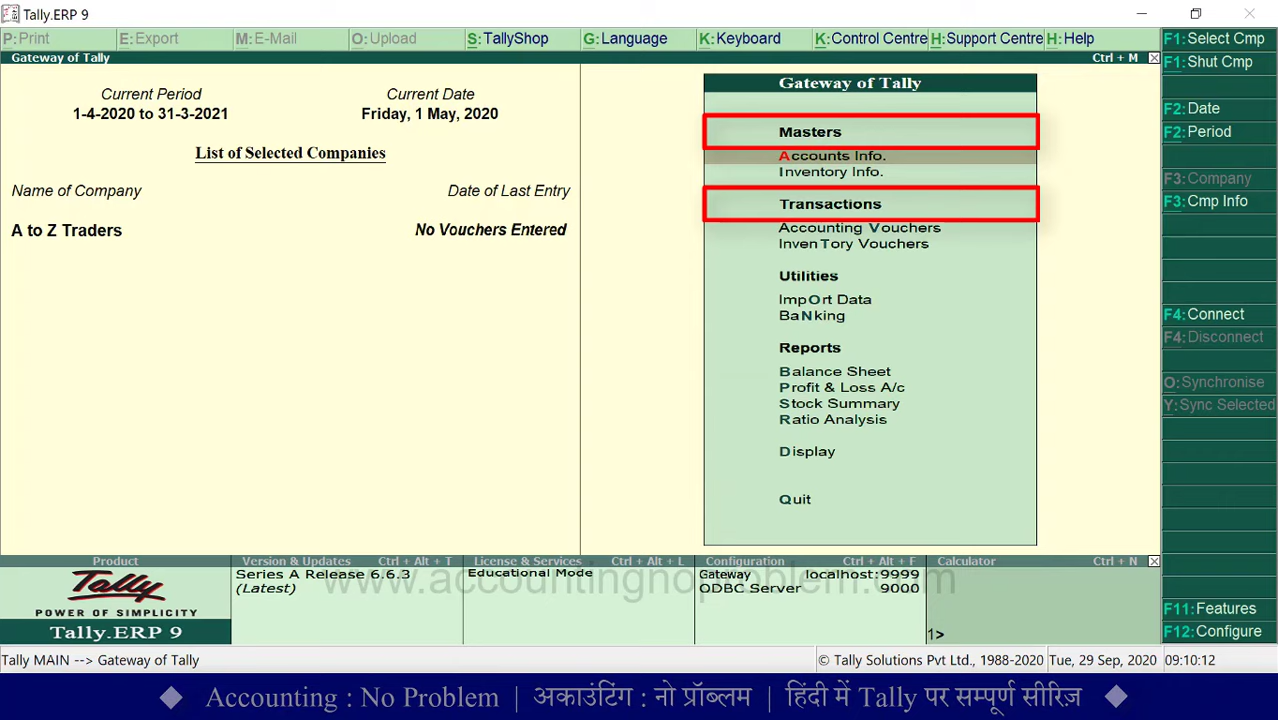 Tally.ERP 9
P: Print E: Export M: E-Mail O: Upload S: TallyShop G: Language K: Keyboard K: Control Centre H: Support Centre H: Help
Gateway of Tally Ctrl + M
Current Period Current Date
1-4-2020 to 31-3-2021 Friday, 1 May, 2020
List of Selected Companies
Name of Company Date of Last Entry
A to Z Traders No Vouchers Entered
Gateway of Tally
Masters
Accounts Info.
Inventory Info.
Transactions
Accounting Vouchers
InvenTory Vouchers
Utilities
ImpOrt Data
BaNking
Reports
Balance Sheet
Profit & Loss A/c
Stock Summary
Ratio Analysis
Display
Quit
F1: Select Cmp
F1: Shut Cmp
F2: Date
F2: Period
F3: Company
F3: Cmp Info
F4: Connect
F4: Disconnect
O: Synchronise
Y: Sync Selected
F11: Features
F12: Configure
Product
Tally
POWER OF SIMPLICITY
Tally.ERP 9
Version & Updates Ctrl + Alt + T
Series A Release 6.6.3
(Latest)
License & Services Ctrl + Alt + L
Educational Mode
Configuration Ctrl + Alt + F
Gateway localhost:9999
ODBC Server 9000
Calculator Ctrl + N
1>
www.accountingnoproblem.com
Tally MAIN --> Gateway of Tally © Tally Solutions Pvt Ltd., 1988-2020 Tue, 29 Sep, 2020 09:10:12
Accounting : No Problem | अकाउंटिंग : नो प्रॉब्लम | हिंदी में Tally पर सम्पूर्ण सीरिज़